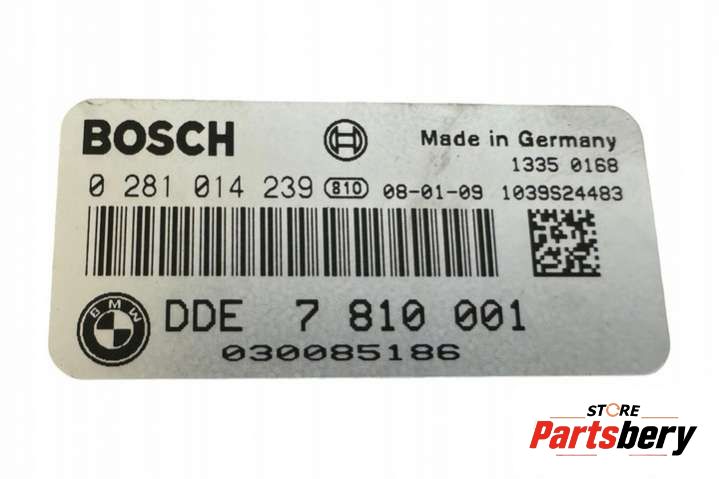 BOSCH
Made in Germany
1335 0168
0 281 014 239 810 08-01-09 1039S24483
BMW
DDE 7 810 001
030085186
STORE
Partsbery